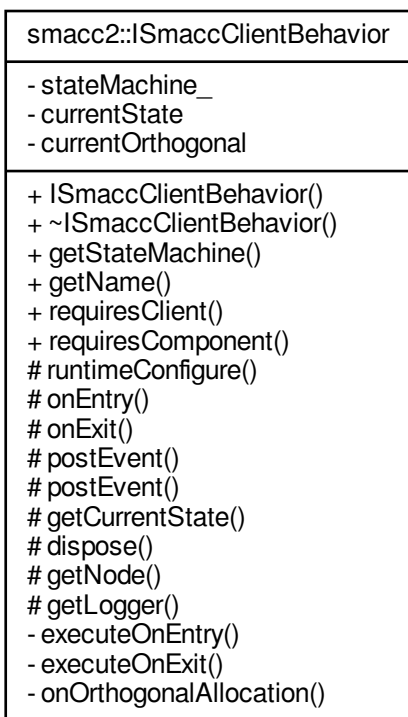 smacc2::ISmaccClientBehavior
- stateMachine_
- currentState
- currentOrthogonal
+ ISmaccClientBehavior()
+ ~ISmaccClientBehavior()
+ getStateMachine()
+ getName()
+ requiresClient()
+ requiresComponent()
# runtimeConfigure()
# onEntry()
# onExit()
# postEvent()
# postEvent()
# getCurrentState()
# dispose()
# getNode()
# getLogger()
- executeOnEntry()
- executeOnExit()
- onOrthogonalAllocation()